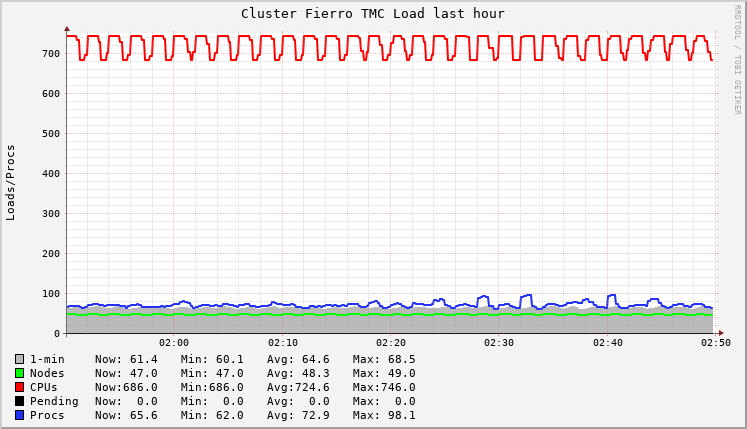 Cluster Fierro TMC Load last hour
RRDTOOL / TOBI OETIKER
Loads/Procs
700
600
500
400
300
200
100
0
02:00 02:10 02:20 02:30 02:40 02:50
1-min Now: 61.4 Min: 60.1 Avg: 64.6 Max: 68.5
Nodes Now: 47.0 Min: 47.0 Avg: 48.3 Max: 49.0
CPUs Now:686.0 Min:686.0 Avg:724.6 Max:746.0
Pending Now: 0.0 Min: 0.0 Avg: 0.0 Max: 0.0
Procs Now: 65.6 Min: 62.0 Avg: 72.9 Max: 98.1